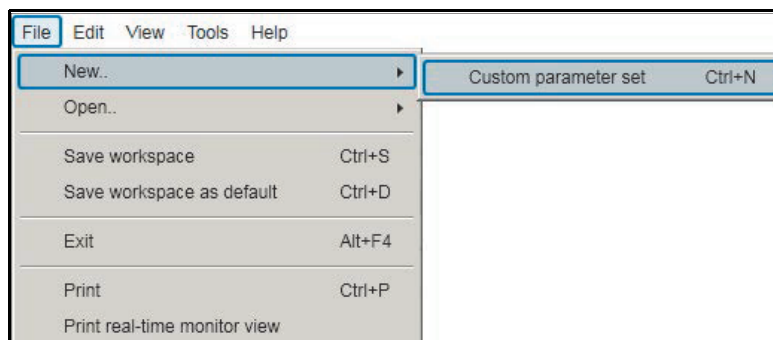 File Edit View Tools Help
New..
Custom parameter set Ctrl+N
Open..
Save workspace Ctrl+S
Save workspace as default Ctrl+D
Exit Alt+F4
Print Ctrl+P
Print real-time monitor view